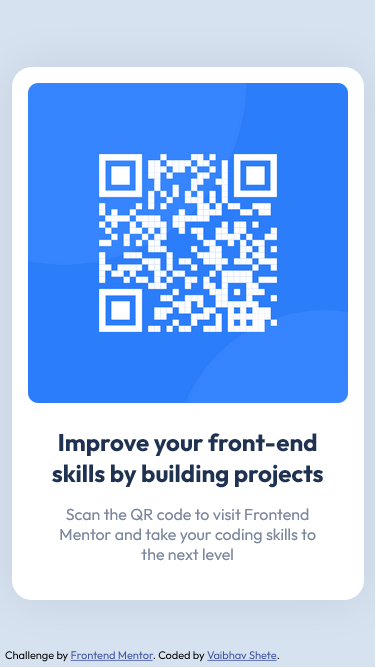 Improve your front-end
skills by building projects
Scan the QR code to visit Frontend
Mentor and take your coding skills to
the next level
Challenge by Frontend Mentor. Coded by Vaibhav Shete.